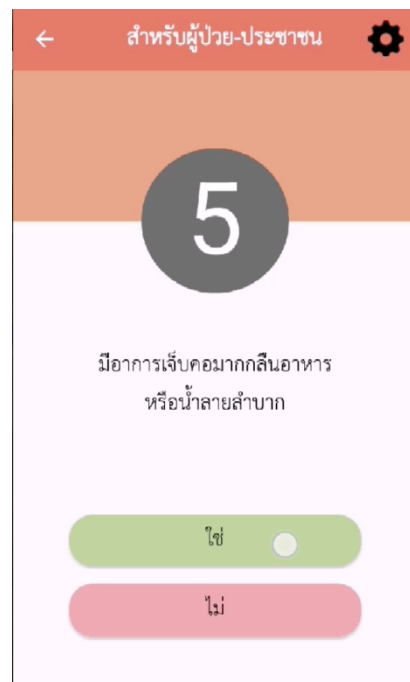 สำหรับผู้ป่วย-ประชาชน
5
มีอาการเจ็บคอมากกลืนอาหาร
หรือน้ำลายลำบาก
ใช่
ไม่